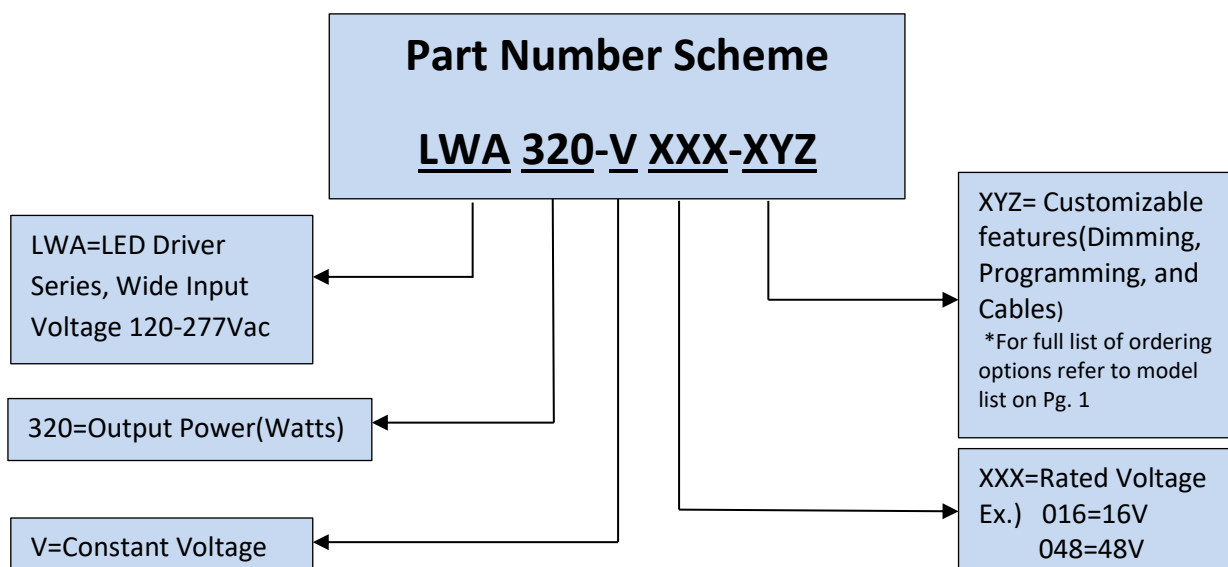 Part Number Scheme
LWA 320-V XXX-XYZ
LWA=LED Driver
Series, Wide Input
Voltage 120-277Vac
320=Output Power(Watts)
V=Constant Voltage
XYZ= Customizable
features(Dimming,
Programming, and
Cables)
*For full list of ordering
options refer to model
list on Pg. 1
XXX=Rated Voltage
Ex.) 016=16V
048=48V